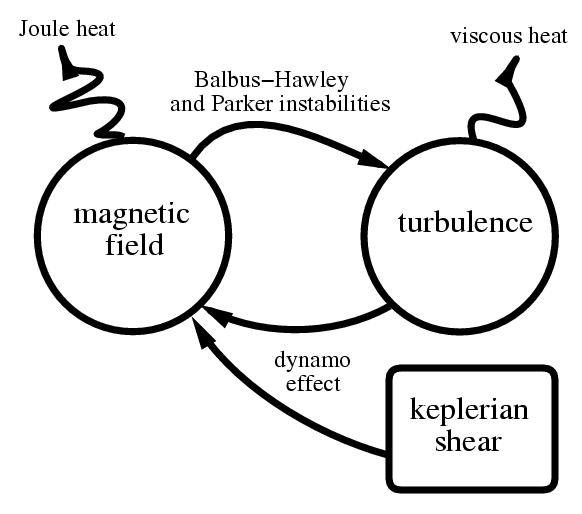 Joule heat
viscous heat
Balbus−Hawley
and Parker instabilities
magnetic
field
turbulence
dynamo
effect
keplerian
shear